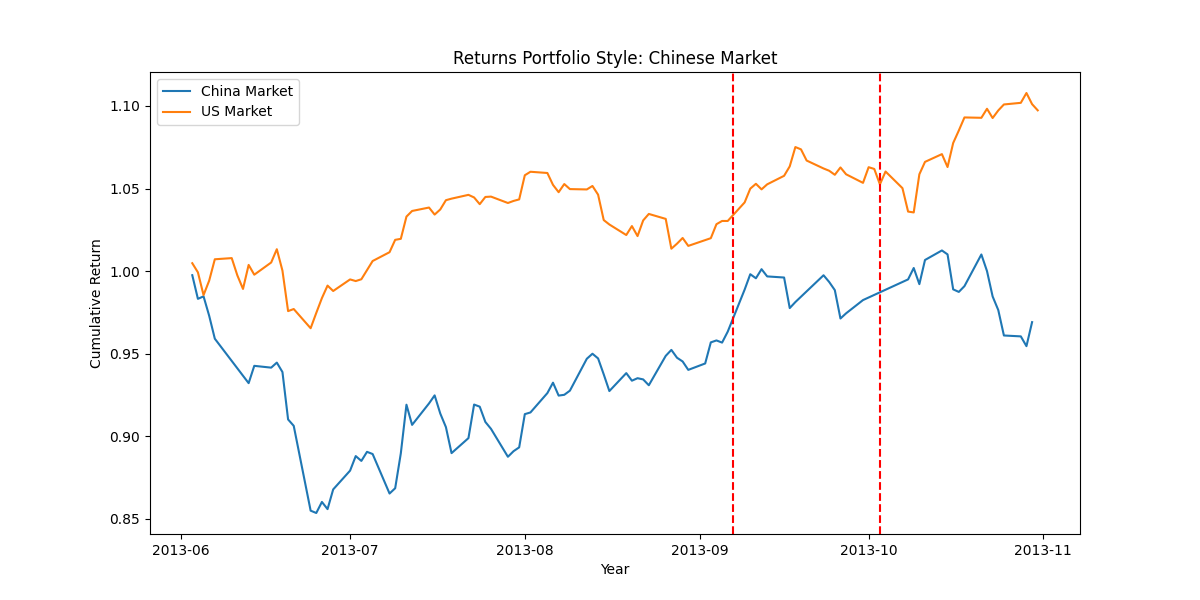 Returns Portfolio Style: Chinese Market
China Market
US Market
Cumulative Return
1.10
1.05
1.00
0.95
0.90
0.85
2013-06
2013-07
2013-08
2013-09
2013-10
2013-11
Year